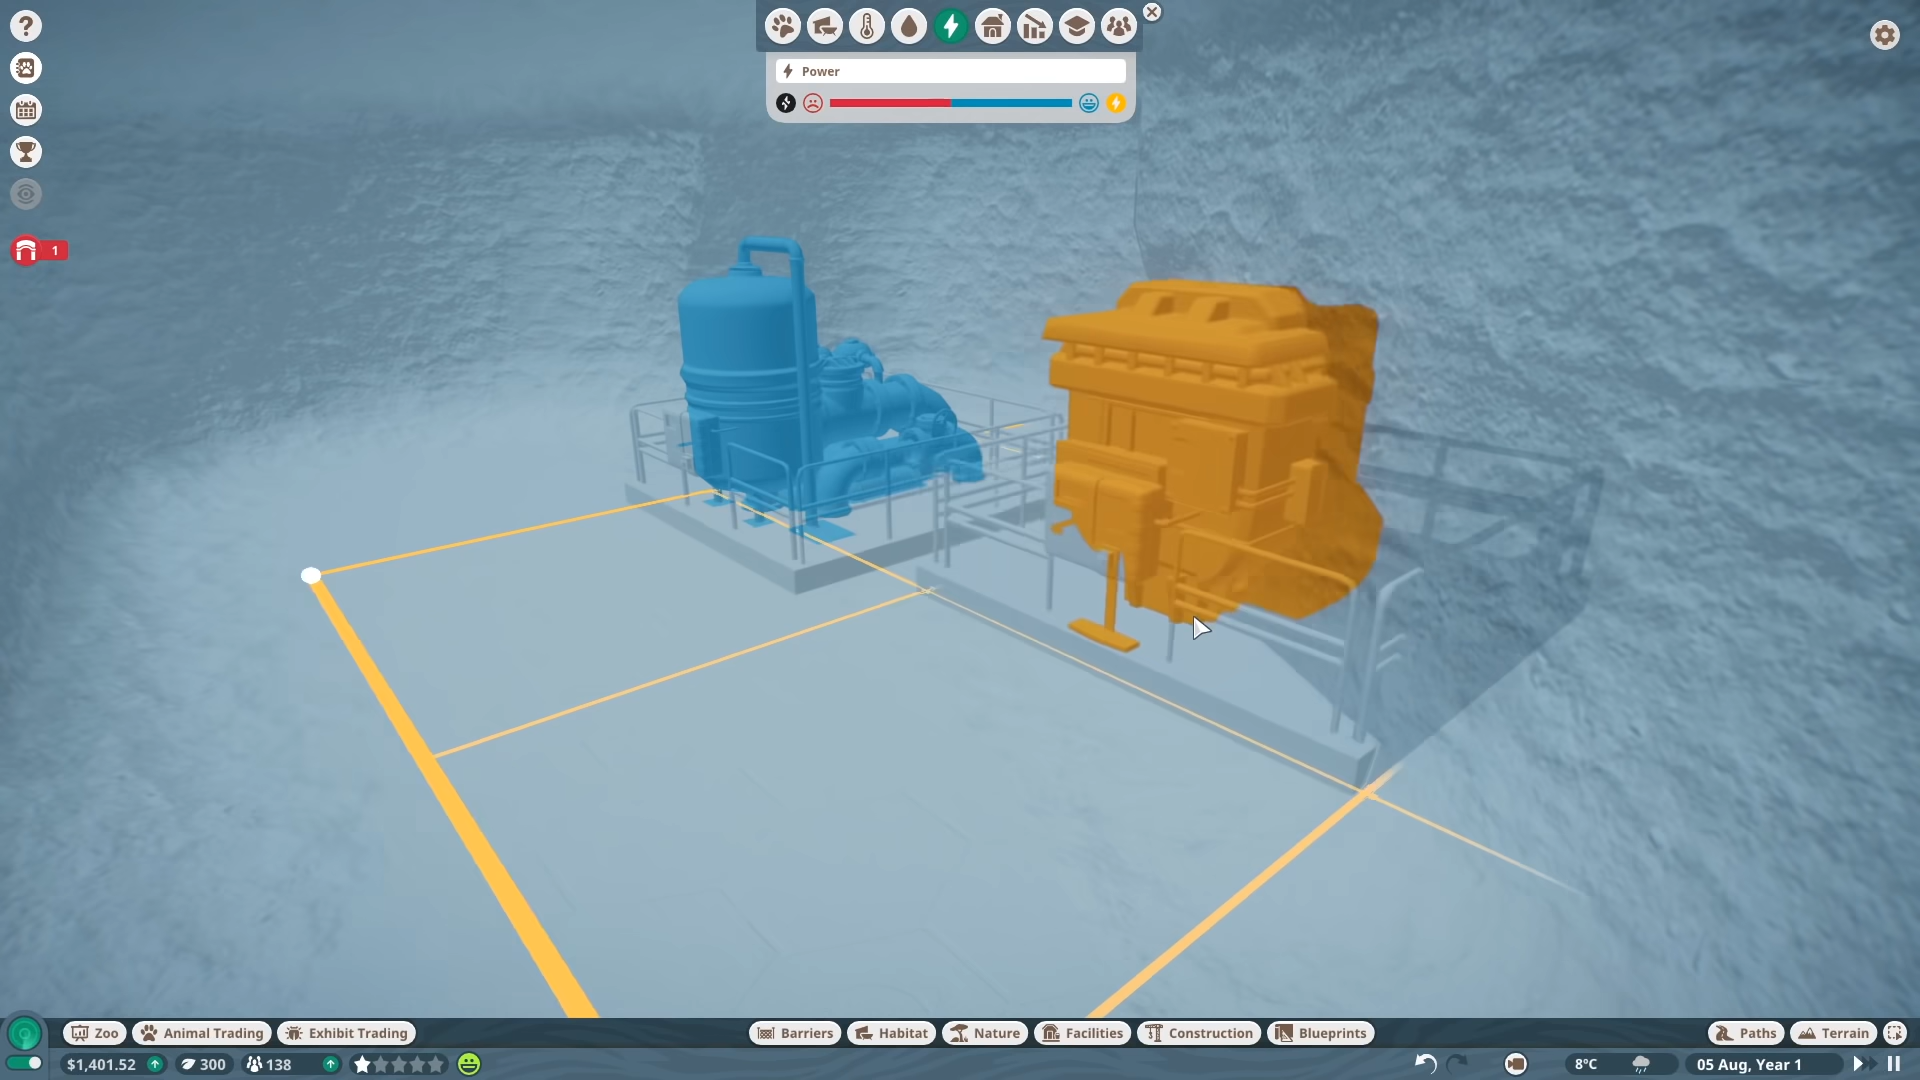 ?
Power
1
Zoo
Animal Trading
Exhibit Trading
Barriers
Habitat
Nature
Facilities
Construction
Blueprints
Paths
Terrain
$1,401.52
300
138
8°C
05 Aug, Year 1